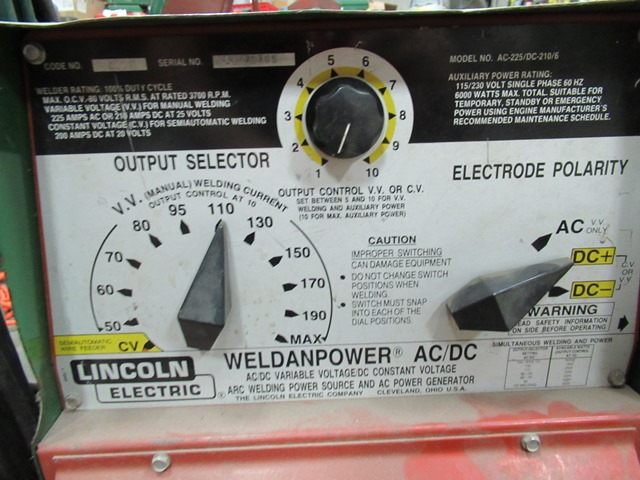 CODE NO.
SERIAL NO.
MODEL NO. AC-225/DC-210/6
WELDER RATING: 100% DUTY CYCLE
MAX. O.C.V.-80 VOLTS R.M.S. AT RATED 3700 R.P.M.
VARIABLE VOLTAGE (V.V.) FOR MANUAL WELDING
225 AMPS AC OR 210 AMPS DC AT 25 VOLTS
CONSTANT VOLTAGE (C.V.) FOR SEMIAUTOMATIC WELDING
200 AMPS DC AT 20 VOLTS
AUXILIARY POWER RATING:
115/230 VOLT SINGLE PHASE 60 HZ
6000 WATTS MAX. TOTAL. SUITABLE FOR
TEMPORARY, STANDBY OR EMERGENCY
POWER USING ENGINE MANUFACTURER'S
RECOMMENDED MAINTENANCE SCHEDULE.
1
2
3
4
5
6
7
8
9
10
OUTPUT CONTROL V.V. OR C.V.
SET BETWEEN 5 AND 10 FOR V.V.
WELDING AND AUXILIARY POWER
(10 FOR MAX. AUXILIARY POWER)
OUTPUT SELECTOR
V.V. (MANUAL) WELDING CURRENT
OUTPUT CONTROL AT 10
SEMIAUTOMATIC
WIRE FEEDER
CV
50
60
70
80
95
110
130
150
170
190
MAX
CAUTION
IMPROPER SWITCHING
CAN DAMAGE EQUIPMENT
• DO NOT CHANGE SWITCH
POSITIONS WHEN
WELDING.
• SWITCH MUST SNAP
INTO EACH OF THE
DIAL POSITIONS.
ELECTRODE POLARITY
AC V.V. ONLY
DC+
DC-
C.V. OR V.V.
WARNING
READ SAFETY INFORMATION
ON SIDE BEFORE OPERATING
SIMULTANEOUS WELDING AND POWER
LINCOLN
ELECTRIC
WELDANPOWER® AC/DC
AC/DC VARIABLE VOLTAGE/DC CONSTANT VOLTAGE
ARC WELDING POWER SOURCE AND AC POWER GENERATOR
THE LINCOLN ELECTRIC COMPANY CLEVELAND, OHIO U.S.A.